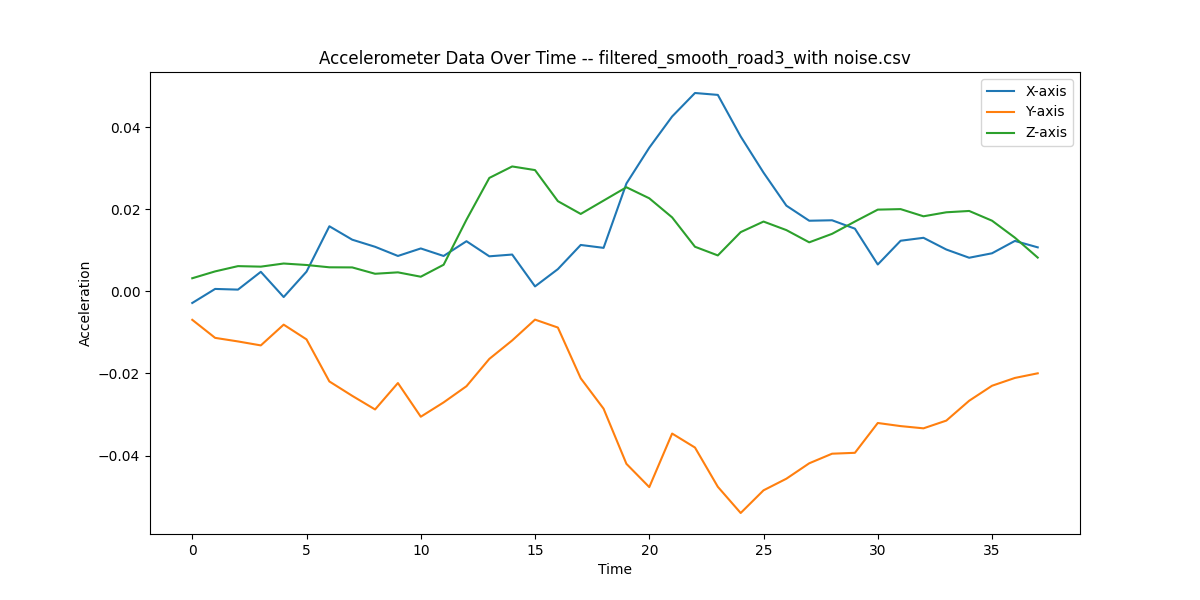 Accelerometer Data Over Time -- filtered_smooth_road3_with noise.csv
X-axis
Y-axis
Z-axis
Acceleration
0.04
0.02
0.00
−0.02
−0.04
0 5 10 15 20 25 30 35
Time